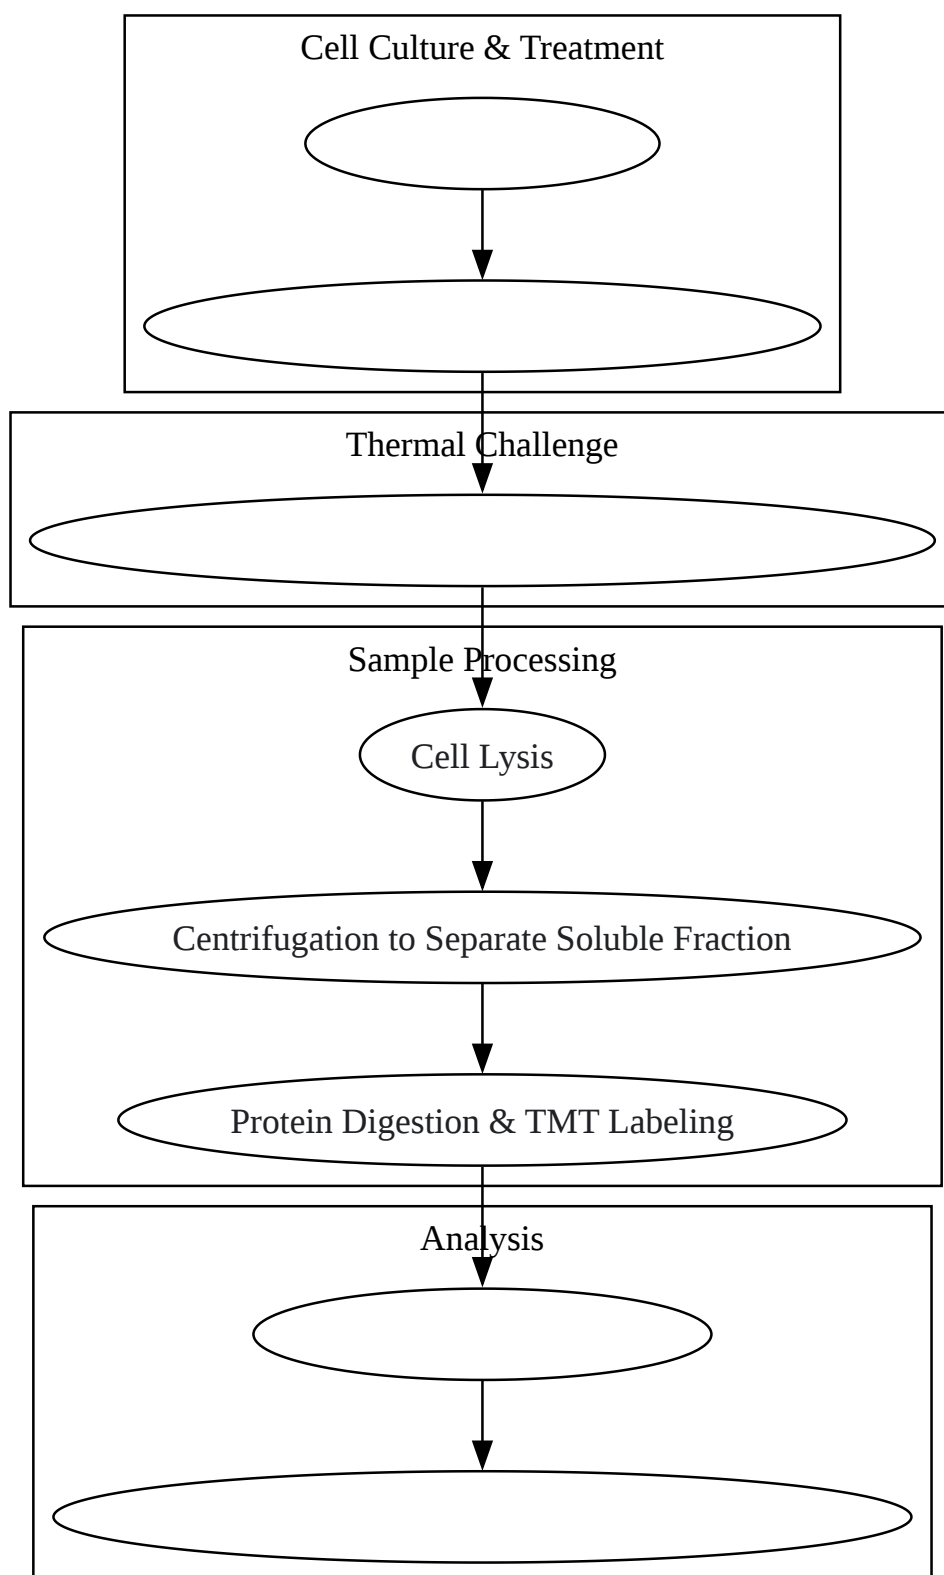 Cell Culture & Treatment
Thermal Challenge
Sample Processing
Cell Lysis
Centrifugation to Separate Soluble Fraction
Protein Digestion & TMT Labeling
Analysis